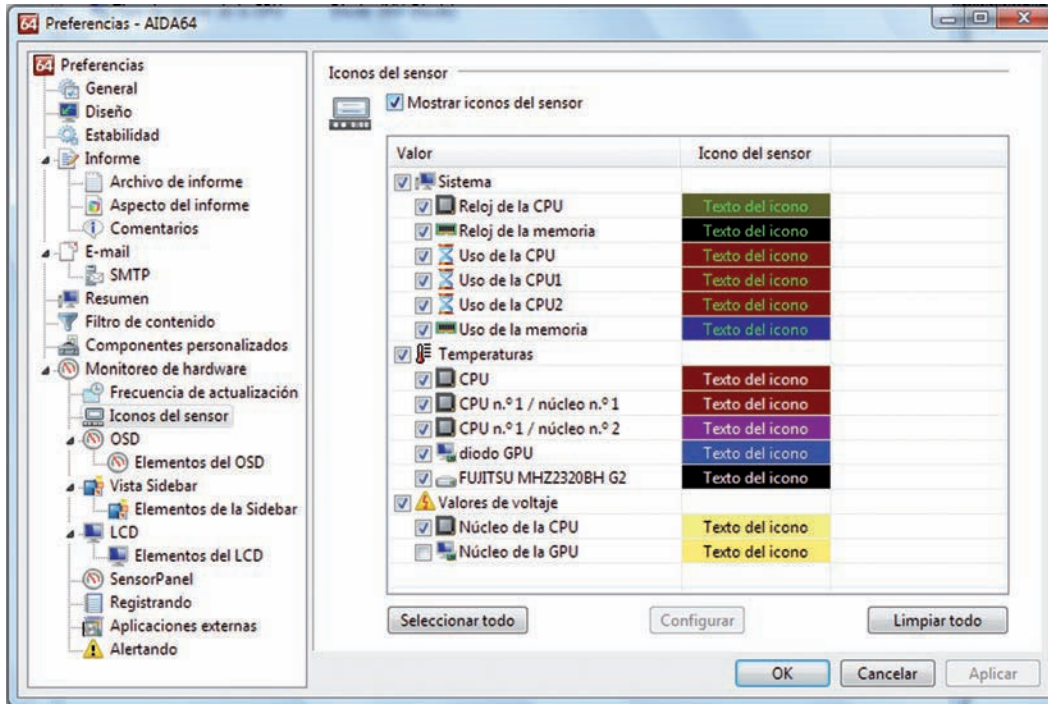 64 Preferencias - AIDA64
64 Preferencias
General
Diseño
Estabilidad
Informe
Archivo de informe
Aspecto del informe
Comentarios
E-mail
SMTP
Resumen
Filtro de contenido
Componentes personalizados
Monitoreo de hardware
Frecuencia de actualización
Iconos del sensor
OSD
Elementos del OSD
Vista Sidebar
Elementos de la Sidebar
LCD
Elementos del LCD
SensorPanel
Registrando
Aplicaciones externas
Alertando
Iconos del sensor
Mostrar iconos del sensor
Valor Icono del sensor
Sistema
Reloj de la CPU Texto del icono
Reloj de la memoria Texto del icono
Uso de la CPU Texto del icono
Uso de la CPU1 Texto del icono
Uso de la CPU2 Texto del icono
Uso de la memoria Texto del icono
Temperaturas
CPU Texto del icono
CPU n.º 1 / núcleo n.º 1 Texto del icono
CPU n.º 1 / núcleo n.º 2 Texto del icono
diodo GPU Texto del icono
FUJITSU MHZ2320BH G2 Texto del icono
Valores de voltaje
Núcleo de la CPU Texto del icono
Núcleo de la GPU Texto del icono
Seleccionar todo Configurar Limpiar todo
OK Cancelar Aplicar